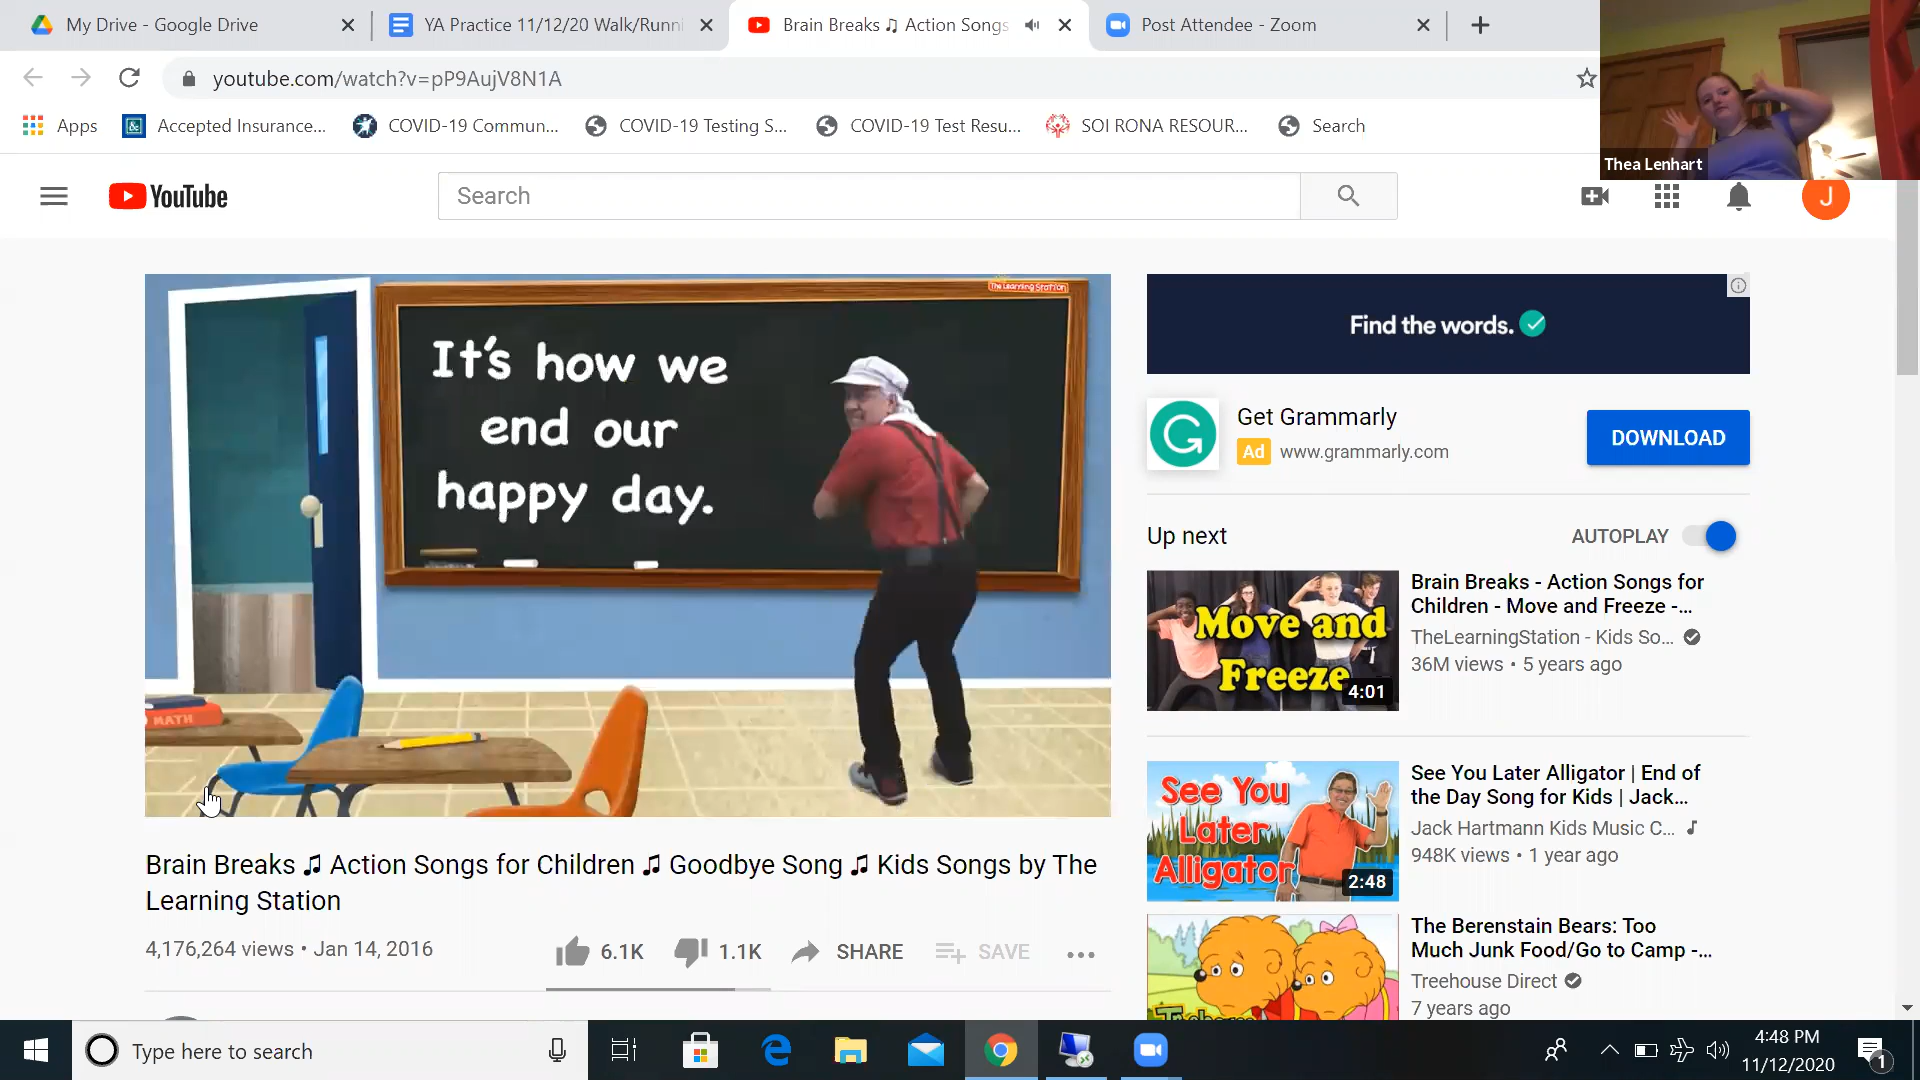 My Drive - Google Drive
YA Practice 11/12/20 Walk/Runni
Brain Breaks ♫ Action Songs
Post Attendee - Zoom
youtube.com/watch?v=pP9AujV8N1A
Apps
Accepted Insurance...
COVID-19 Commun...
COVID-19 Testing S...
COVID-19 Test Resu...
SOI RONA RESOUR...
Search
Thea Lenhart
YouTube
Search
J
The Learning Station
It's how we
end our
happy day.
MATH
Find the words.
Get Grammarly
Ad www.grammarly.com
DOWNLOAD
Up next
AUTOPLAY
Move and
Freeze
4:01
Brain Breaks - Action Songs for
Children - Move and Freeze -...
TheLearningStation - Kids So...
36M views • 5 years ago
See You
Later
Alligator
2:48
See You Later Alligator | End of
the Day Song for Kids | Jack...
Jack Hartmann Kids Music C...
948K views • 1 year ago
The Berenstain Bears: Too
Much Junk Food/Go to Camp -...
Treehouse Direct
7 years ago
Brain Breaks ♫ Action Songs for Children ♫ Goodbye Song ♫ Kids Songs by The
Learning Station
4,176,264 views • Jan 14, 2016
6.1K
1.1K
SHARE
SAVE
Type here to search
4:48 PM
11/12/2020
1